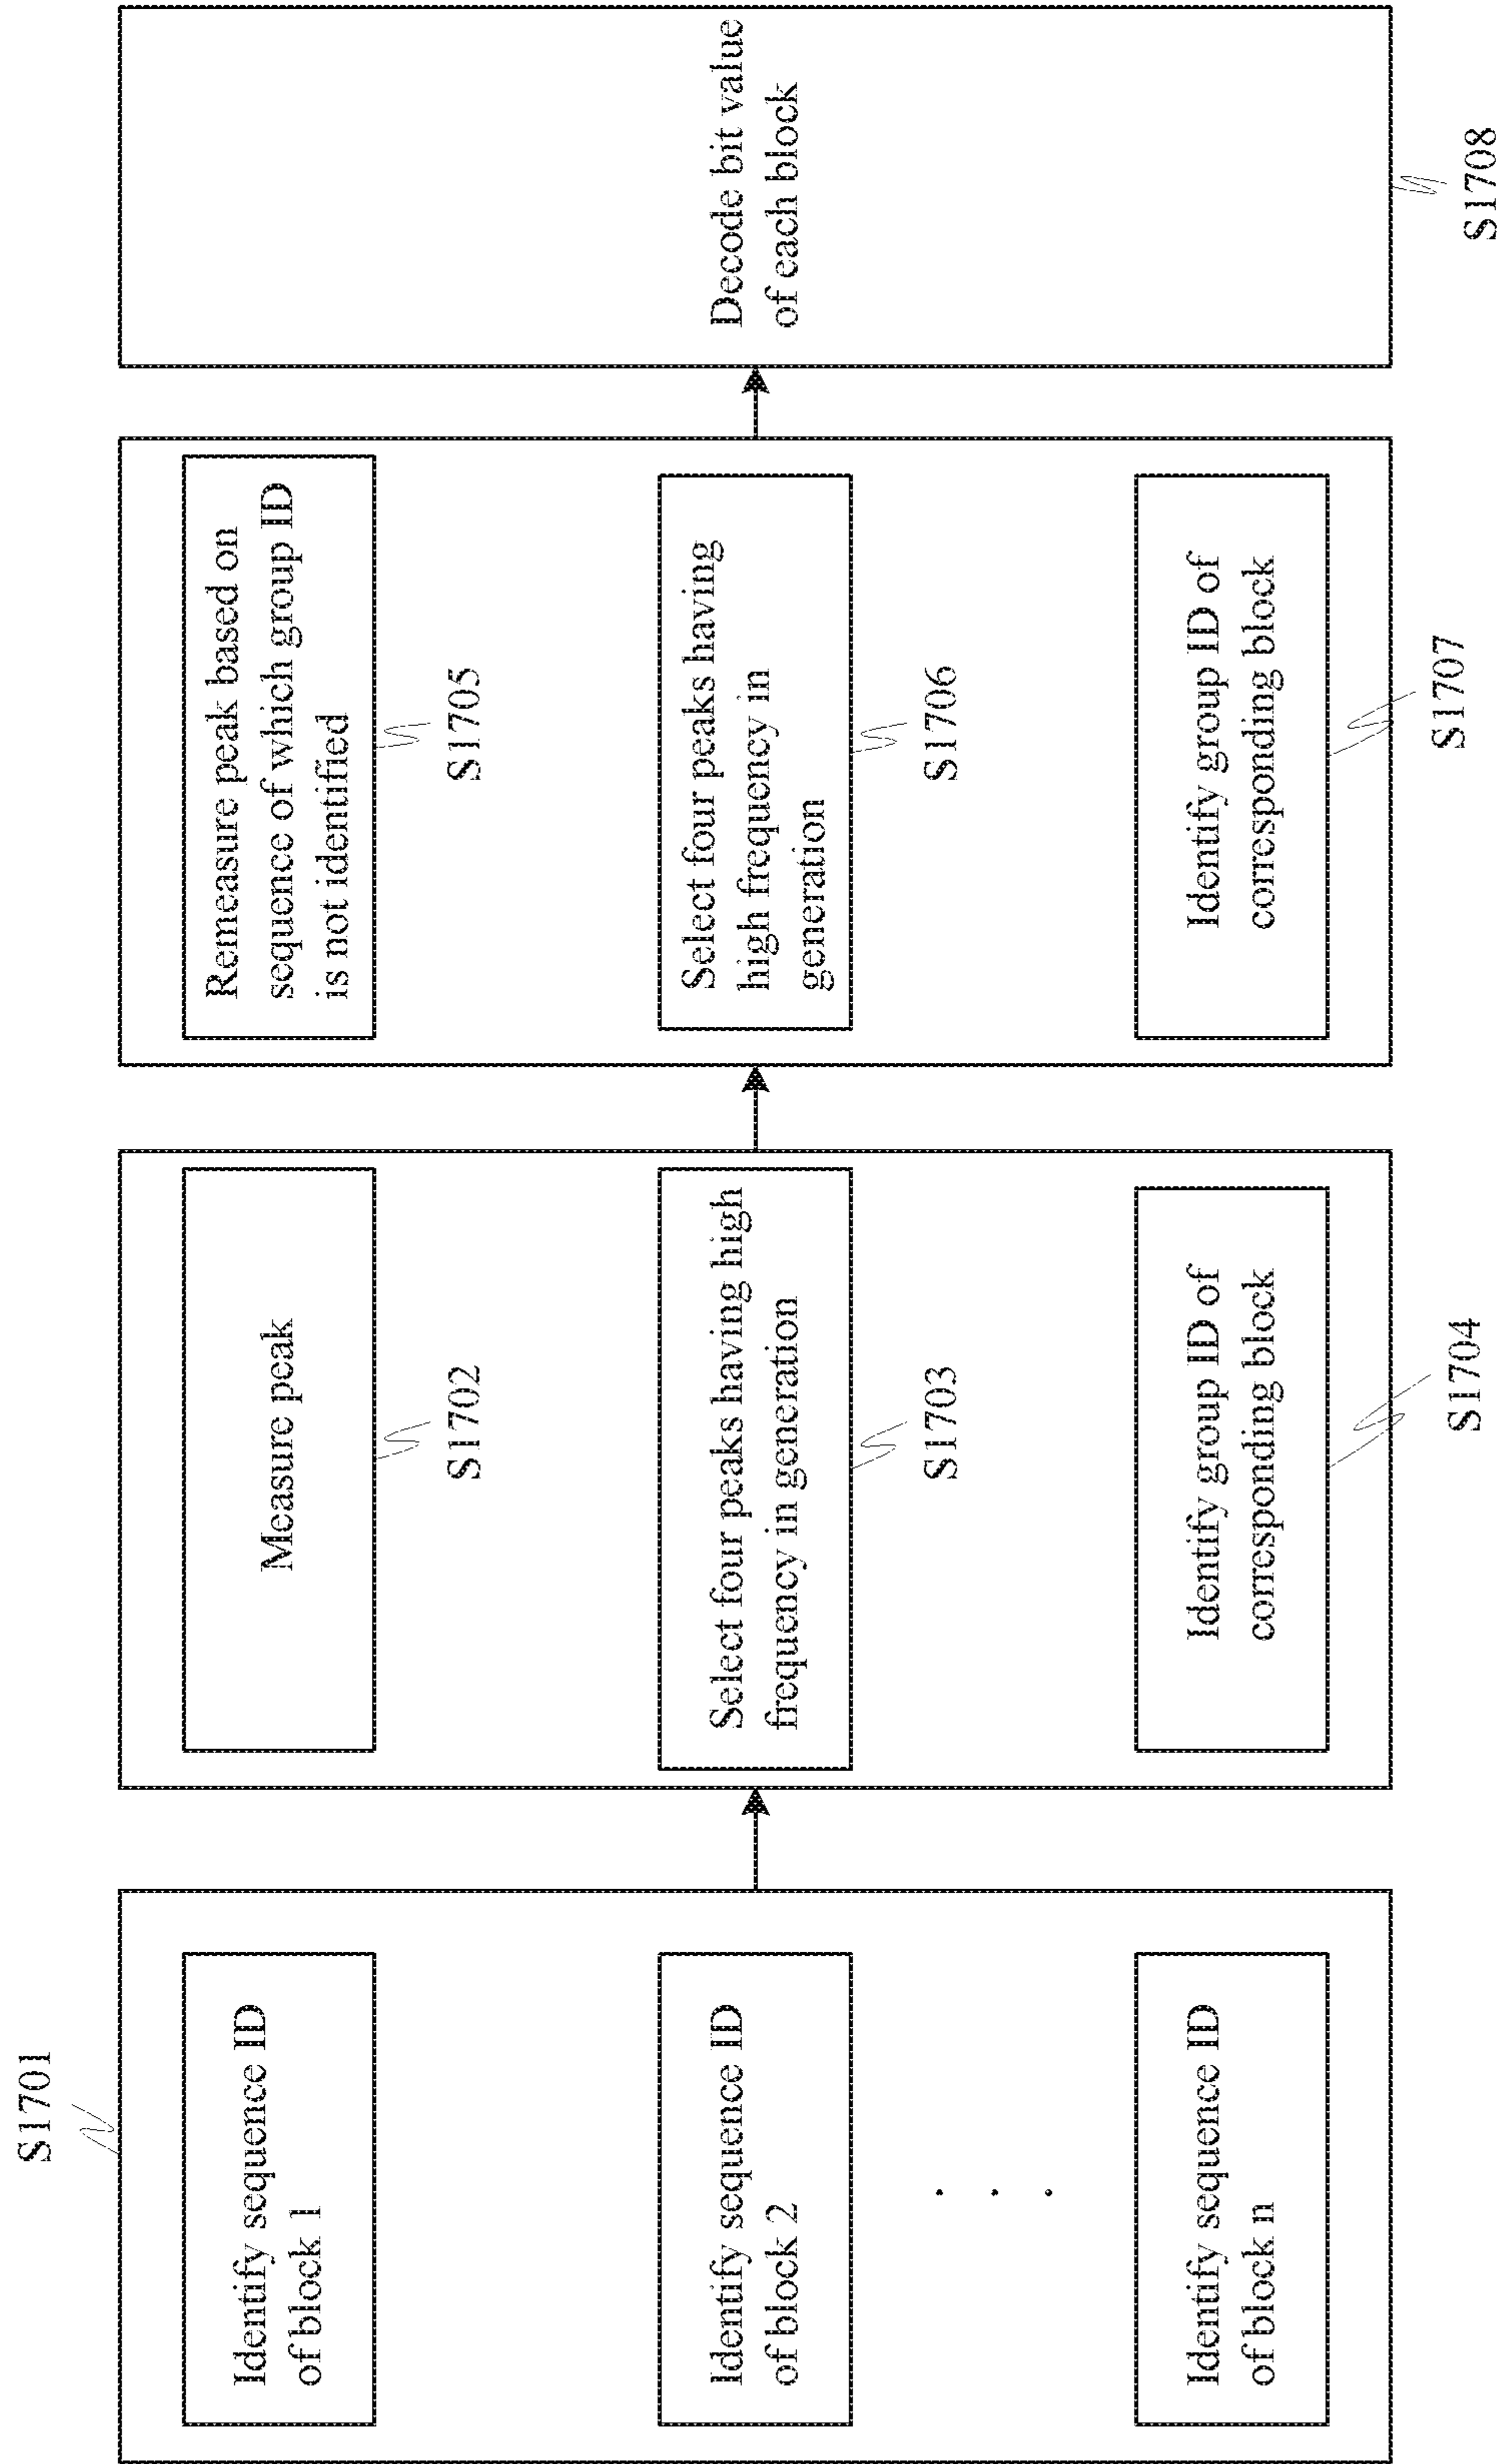 S1701
Identify sequence ID
of block 1
Identify sequence ID
of block 2
. . .
Identify sequence ID
of block n
Measure peak
S1702
Select four peaks having high
frequency in generation
S1703
Identify group ID of
corresponding block
S1704
Remeasure peak based on
sequence of which group ID
is not identified
S1705
Select four peaks having
high frequency in
generation
S1706
Identify group ID of
corresponding block
S1707
Decode bit value
of each block
S1708